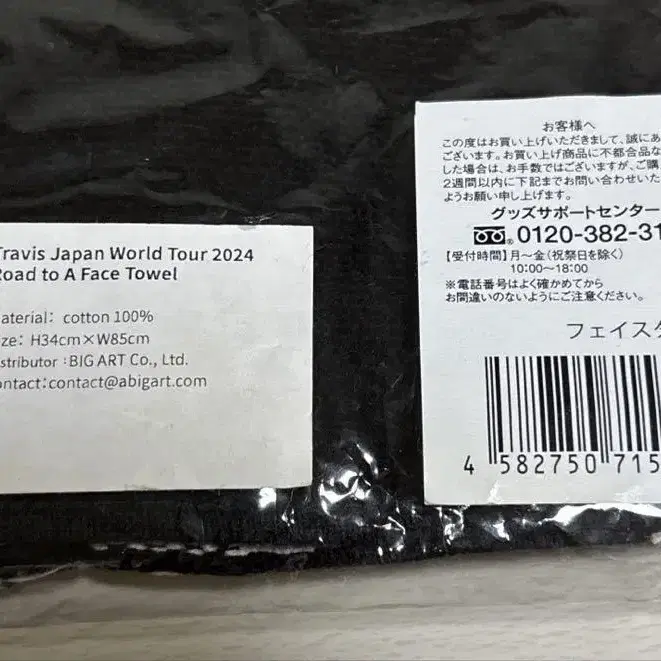 Travis Japan World Tour 2024
Road to A Face Towel
Material: cotton 100%
Size: H34cm×W85cm
Distributor:BIG ART Co., Ltd.
contact:contact@abigart.com
お客様へ
この度はお買い上げいただきまして、誠にあ
ございます。お買い上げ商品に不都合品な
した場合は、お手数ではございますが、ご購
2週間以内に下記までお問い合わせいた
ようお願い申し上げます。
グッズサポートセンター
0120-382-31
【受付時間】月〜金(祝祭日を除く)
10:00〜18:00
※電話番号はよく確かめてから
お間違いのないようにご注意ください。
フェイスタ
4 582750 715